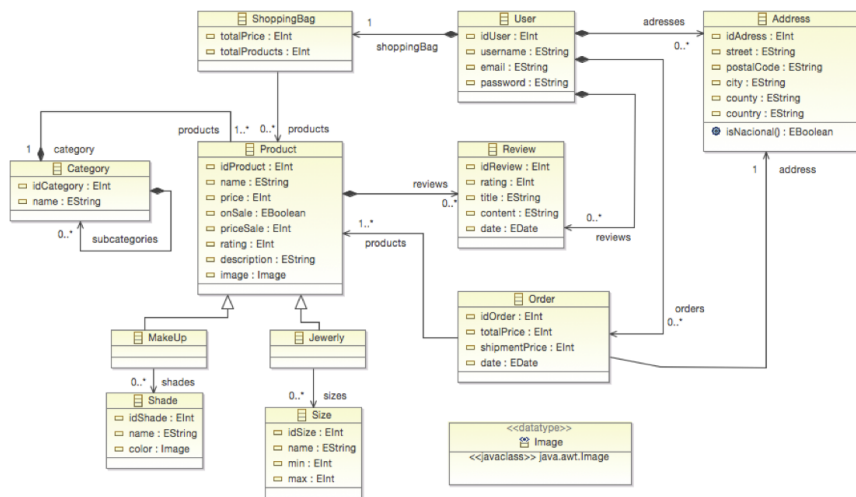 ShoppingBag
totalPrice : EInt
totalProducts : EInt
1
shoppingBag
User
idUser : EInt
username : EString
email : EString
password : EString
adresses
0..*
Address
idAdress : EInt
street : EString
postalCode : EString
city : EString
county : EString
country : EString
isNacional() : EBoolean
products
1..*
0..*
products
1
category
Category
idCategory : EInt
name : EString
0..*
subcategories
Product
idProduct : EInt
name : EString
price : EInt
onSale : EBoolean
priceSale : EInt
rating : EInt
description : EString
image : Image
reviews
0..*
Review
idReview : EInt
rating : EInt
title : EString
content : EString
date : EDate
0..*
reviews
1
address
1..*
products
Order
idOrder : EInt
totalPrice : EInt
shipmentPrice : EInt
date : EDate
orders
0..*
MakeUp
Jewerly
0..*
shades
0..*
sizes
Shade
idShade : EInt
name : EString
color : Image
Size
idSize : EInt
name : EString
min : EInt
max : EInt
<<datatype>>
Image
<<javaclass>> java.awt.Image